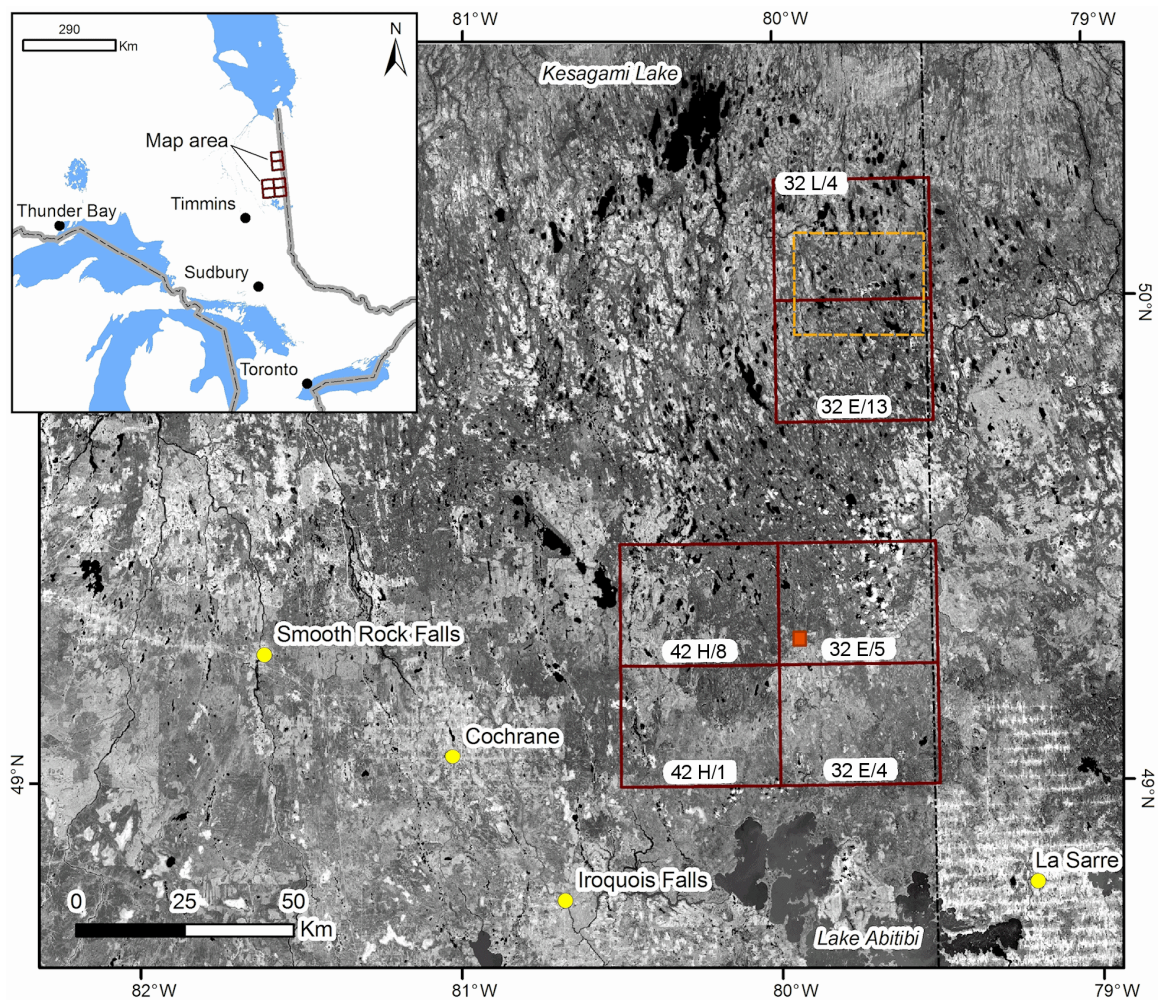 81°W
80°W
79°W
290
Km
N
Map area
Timmins
Thunder Bay
Sudbury
Toronto
Kesagami Lake
32 L/4
50°N
32 E/13
Smooth Rock Falls
42 H/8
32 E/5
Cochrane
42 H/1
32 E/4
49°N
49°N
La Sarre
Iroquois Falls
0 25 50
Km
Lake Abitibi
82°W
81°W
80°W
79°W